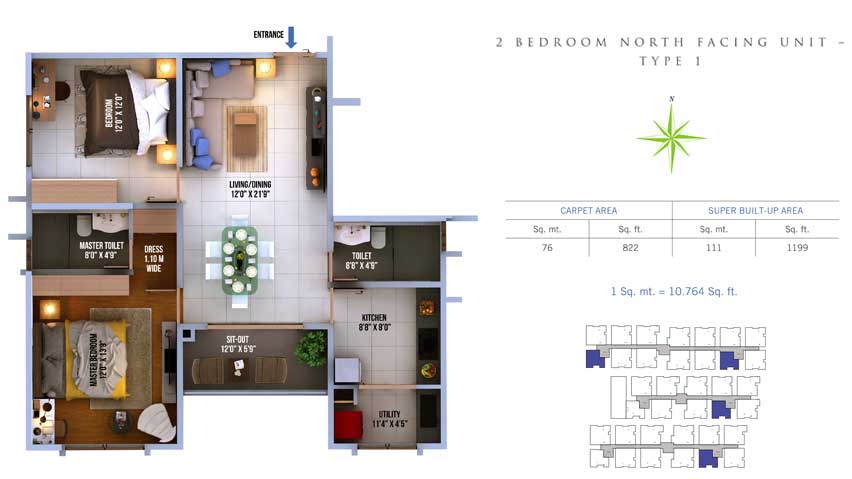 ENTRANCE
2 BEDROOM NORTH FACING UNIT –
TYPE 1
N
BEDROOM
12'0" X 12'0"
LIVING/DINING
12'0" X 21'9"
MASTER TOILET
8'0" X 4'9"
DRESS
1.10 M
WIDE
TOILET
8'8" X 4'9"
KITCHEN
8'8" X 8'0"
SIT-OUT
12'0" X 5'9"
MASTER BEDROOM
12'0" X 13'9"
UTILITY
11'4" X 4'5"
CARPET AREA SUPER BUILT-UP AREA
Sq. mt. Sq. ft. Sq. mt. Sq. ft.
76 822 111 1199
1 Sq. mt. = 10.764 Sq. ft.